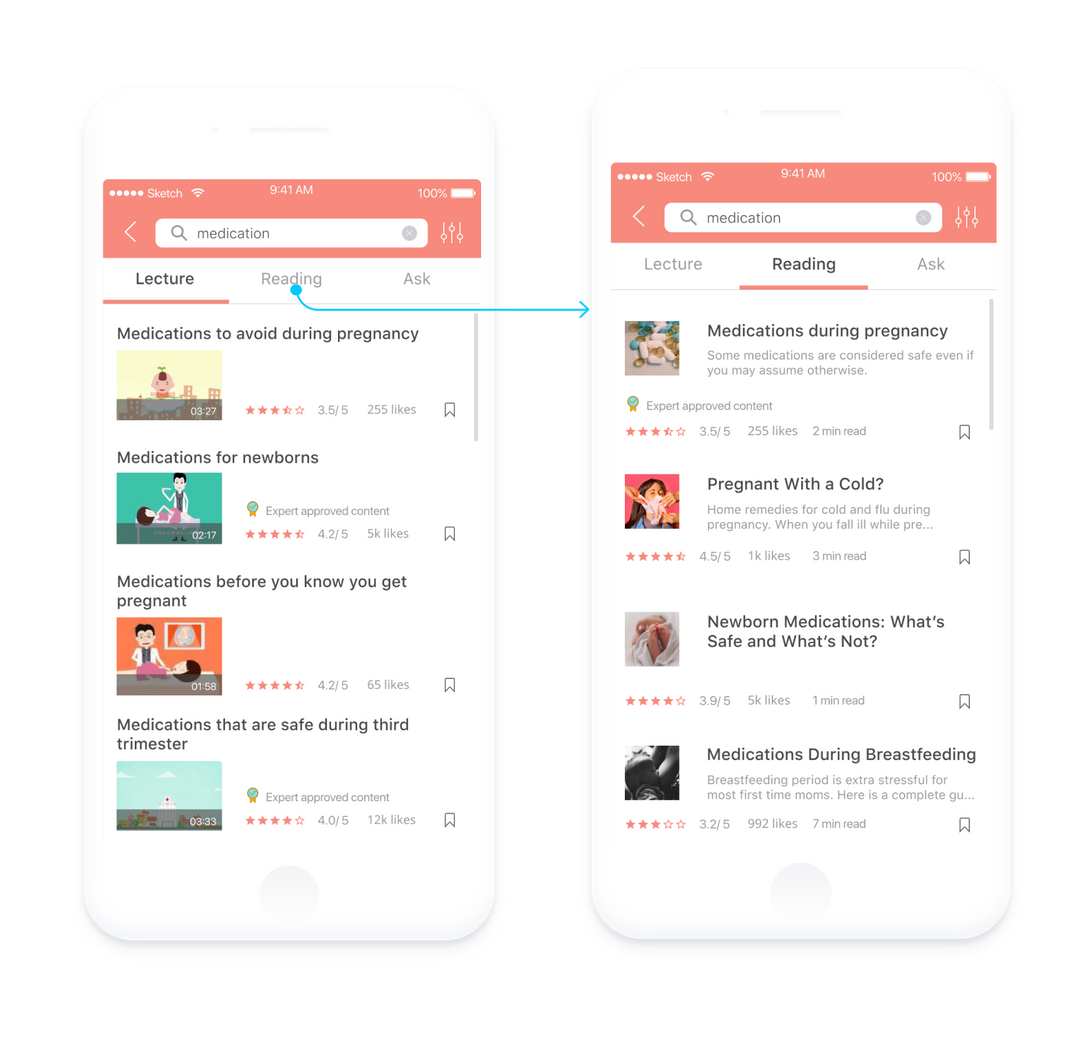 Sketch 9:41 AM 100%
medication
Lecture Reading Ask
Medications to avoid during pregnancy
03:27
3.5/ 5 255 likes
Medications for newborns
Expert approved content
02:17
4.2/ 5 5k likes
Medications before you know you get
pregnant
01:58
4.2/ 5 65 likes
Medications that are safe during third
trimester
Expert approved content
03:33
4.0/ 5 12k likes
Sketch 9:41 AM 100%
medication
Lecture Reading Ask
Medications during pregnancy
Some medications are considered safe even if
you may assume otherwise.
Expert approved content
3.5/ 5 255 likes 2 min read
Pregnant With a Cold?
Home remedies for cold and flu during
pregnancy. When you fall ill while pre...
4.5/ 5 1k likes 3 min read
Newborn Medications: What's
Safe and What's Not?
3.9/ 5 5k likes 1 min read
Medications During Breastfeeding
Breastfeeding period is extra stressful for
most first time moms. Here is a complete gu...
3.2/ 5 992 likes 7 min read